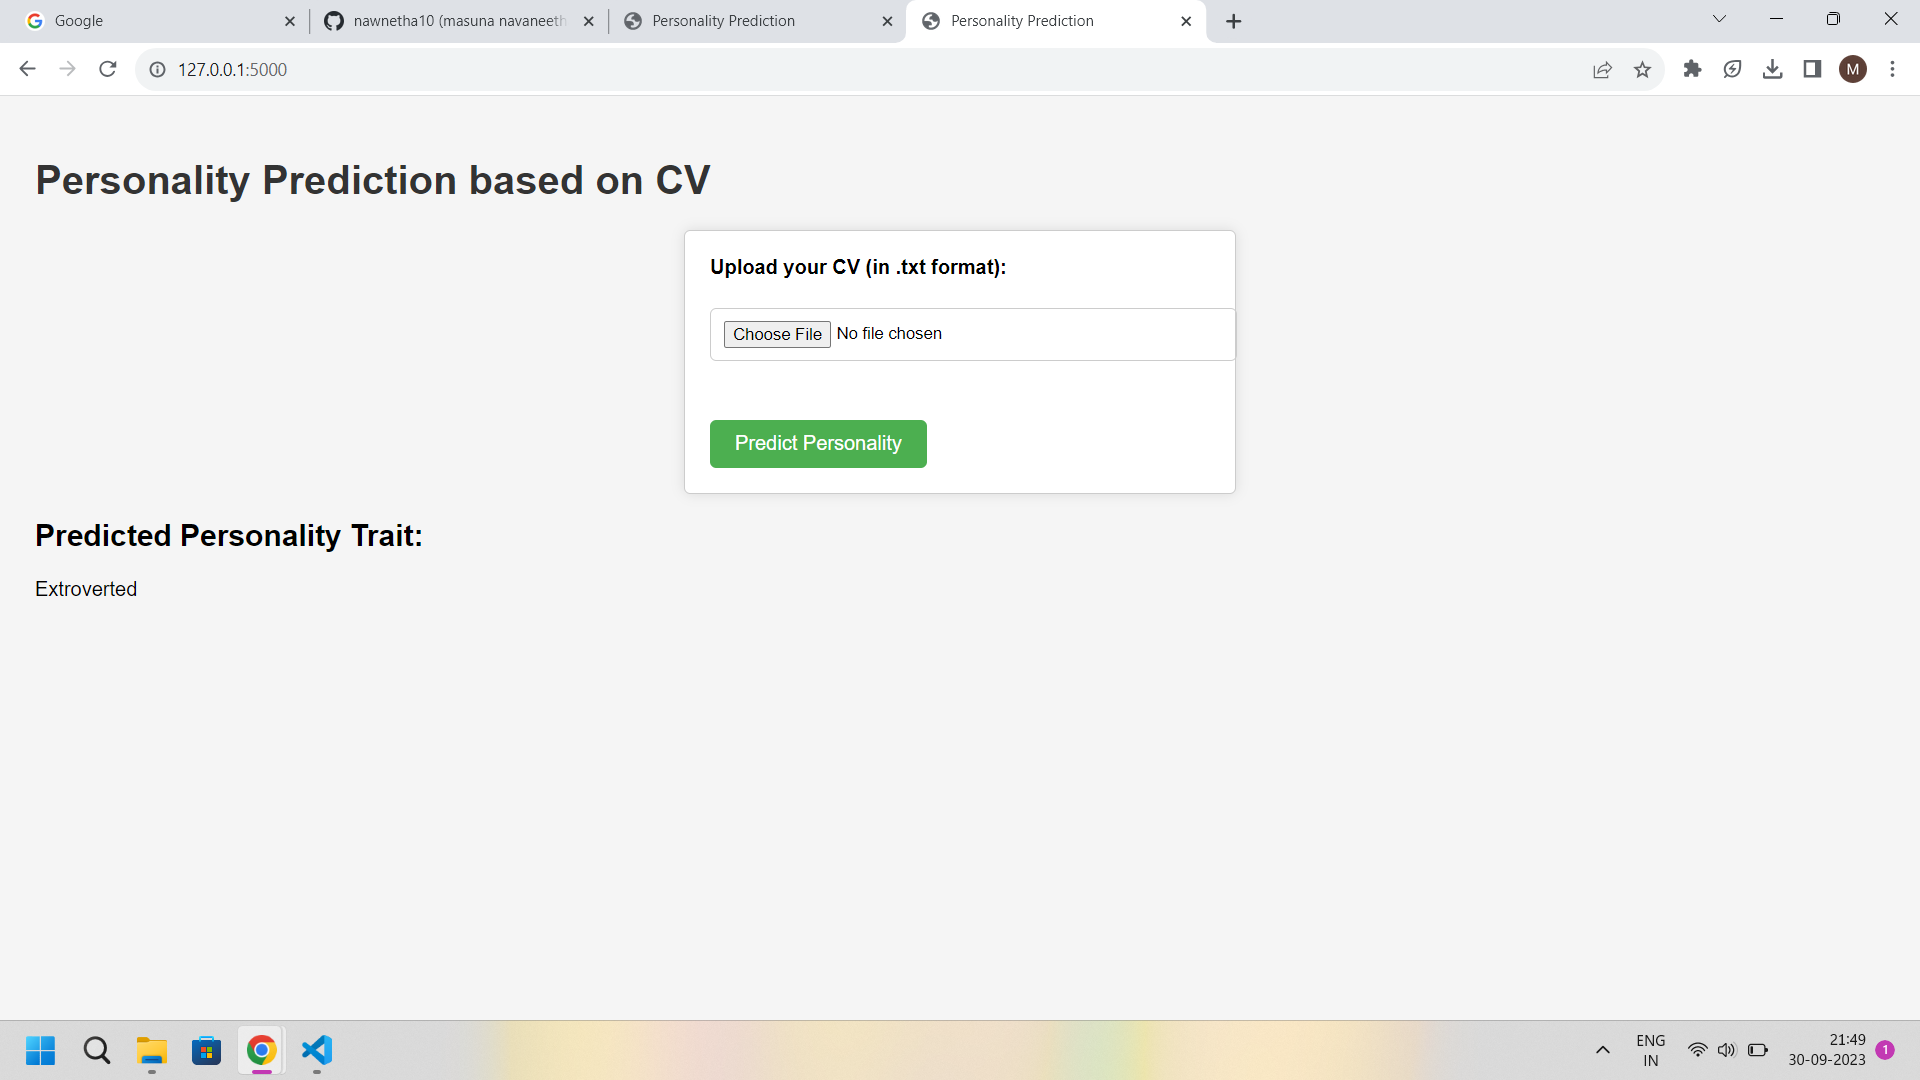 Google
nawnetha10 (masuna navaneeth
Personality Prediction
Personality Prediction
127.0.0.1:5000
M
Personality Prediction based on CV
Upload your CV (in .txt format):
Choose File No file chosen
Predict Personality
Predicted Personality Trait:
Extroverted
ENG
IN
21:49
30-09-2023
1